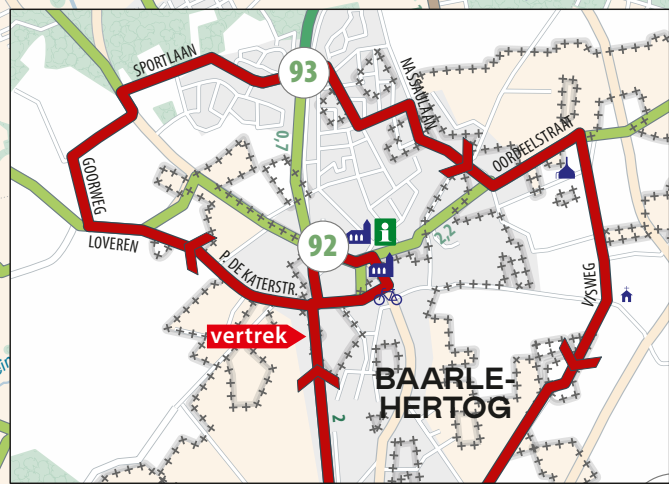 SPORTLAAN
93
NASSAULAAN
0,7
OORDEELSTRAAT
GOORWEG
92
i
2,2
LOVEREN
P. DE KATERSTR.
VISWEG
vertrek
BAARLE-
HERTOG
2